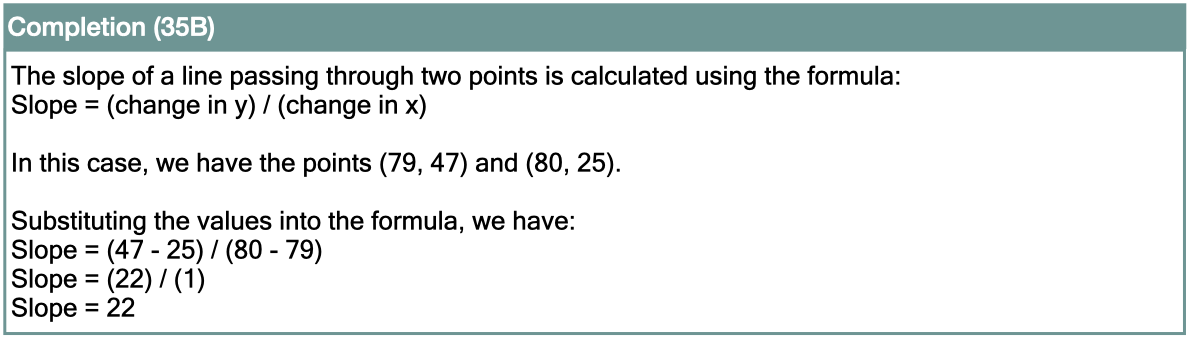 Completion (35B)
The slope of a line passing through two points is calculated using the formula:
Slope = (change in y) / (change in x)
In this case, we have the points (79, 47) and (80, 25).
Substituting the values into the formula, we have:
Slope = (47 - 25) / (80 - 79)
Slope = (22) / (1)
Slope = 22